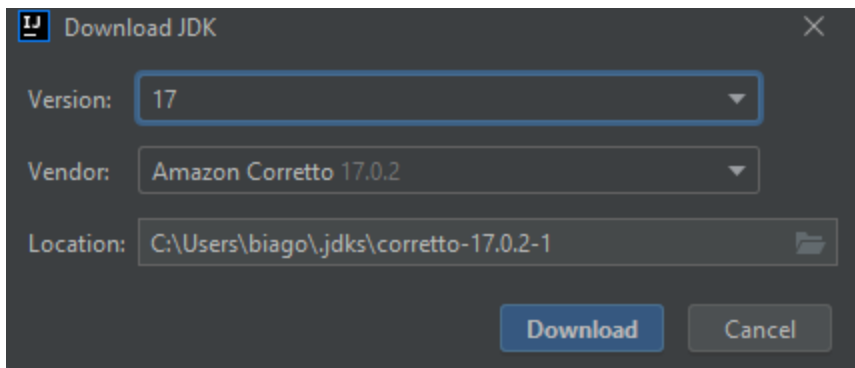 IJ Download JDK
Version: 17
Vendor: Amazon Corretto 17.0.2
Location: C:\Users\biago\.jdks\corretto-17.0.2-1
Download Cancel